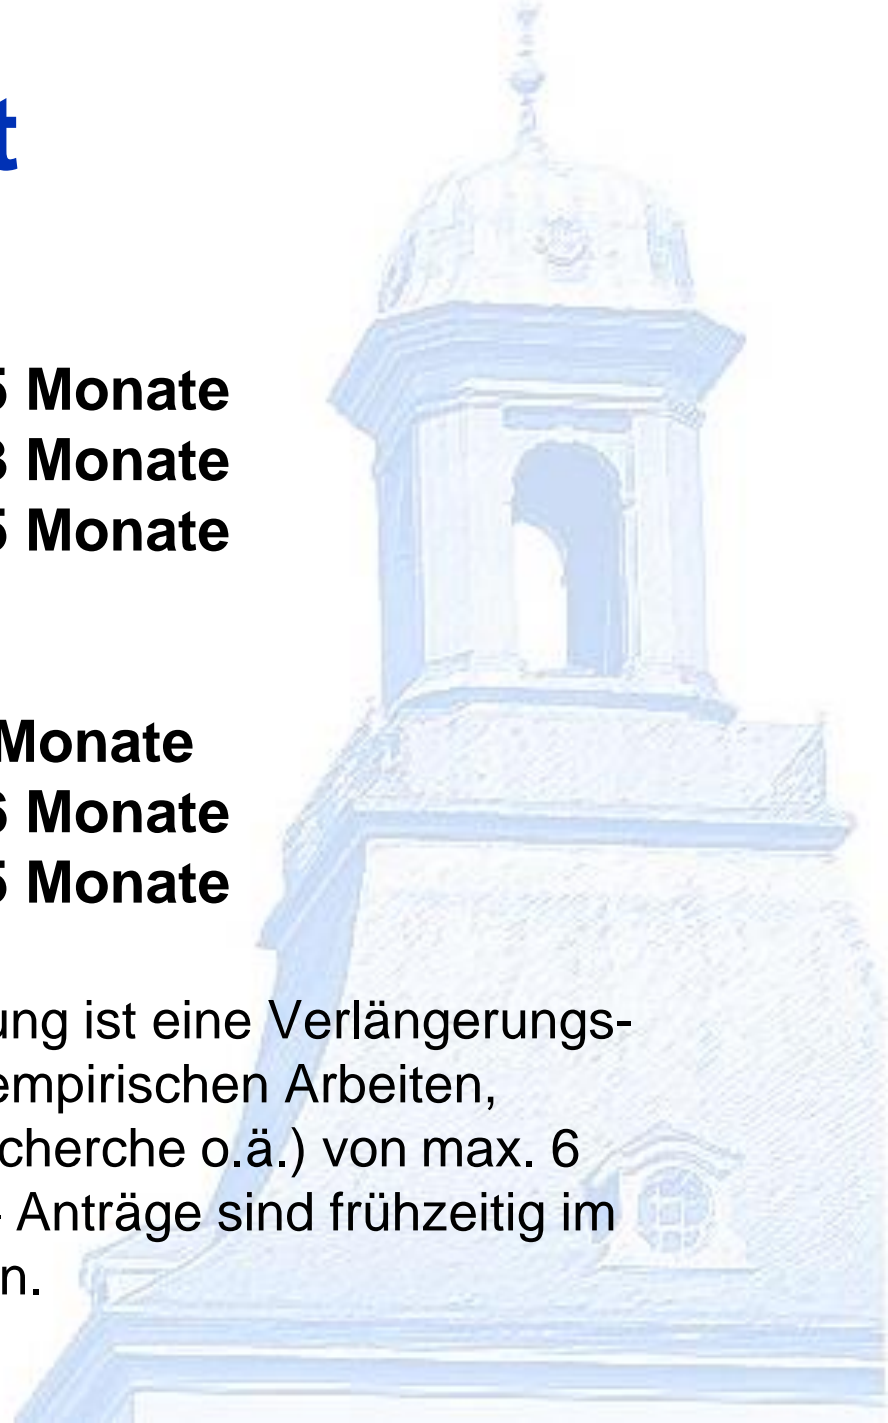 t
5 Monate
3 Monate
5 Monate
Monate
6 Monate
5 Monate
ung ist eine Verlängerungs-
empirischen Arbeiten,
cherche o.ä.) von max. 6
- Anträge sind frühzeitig im
n.